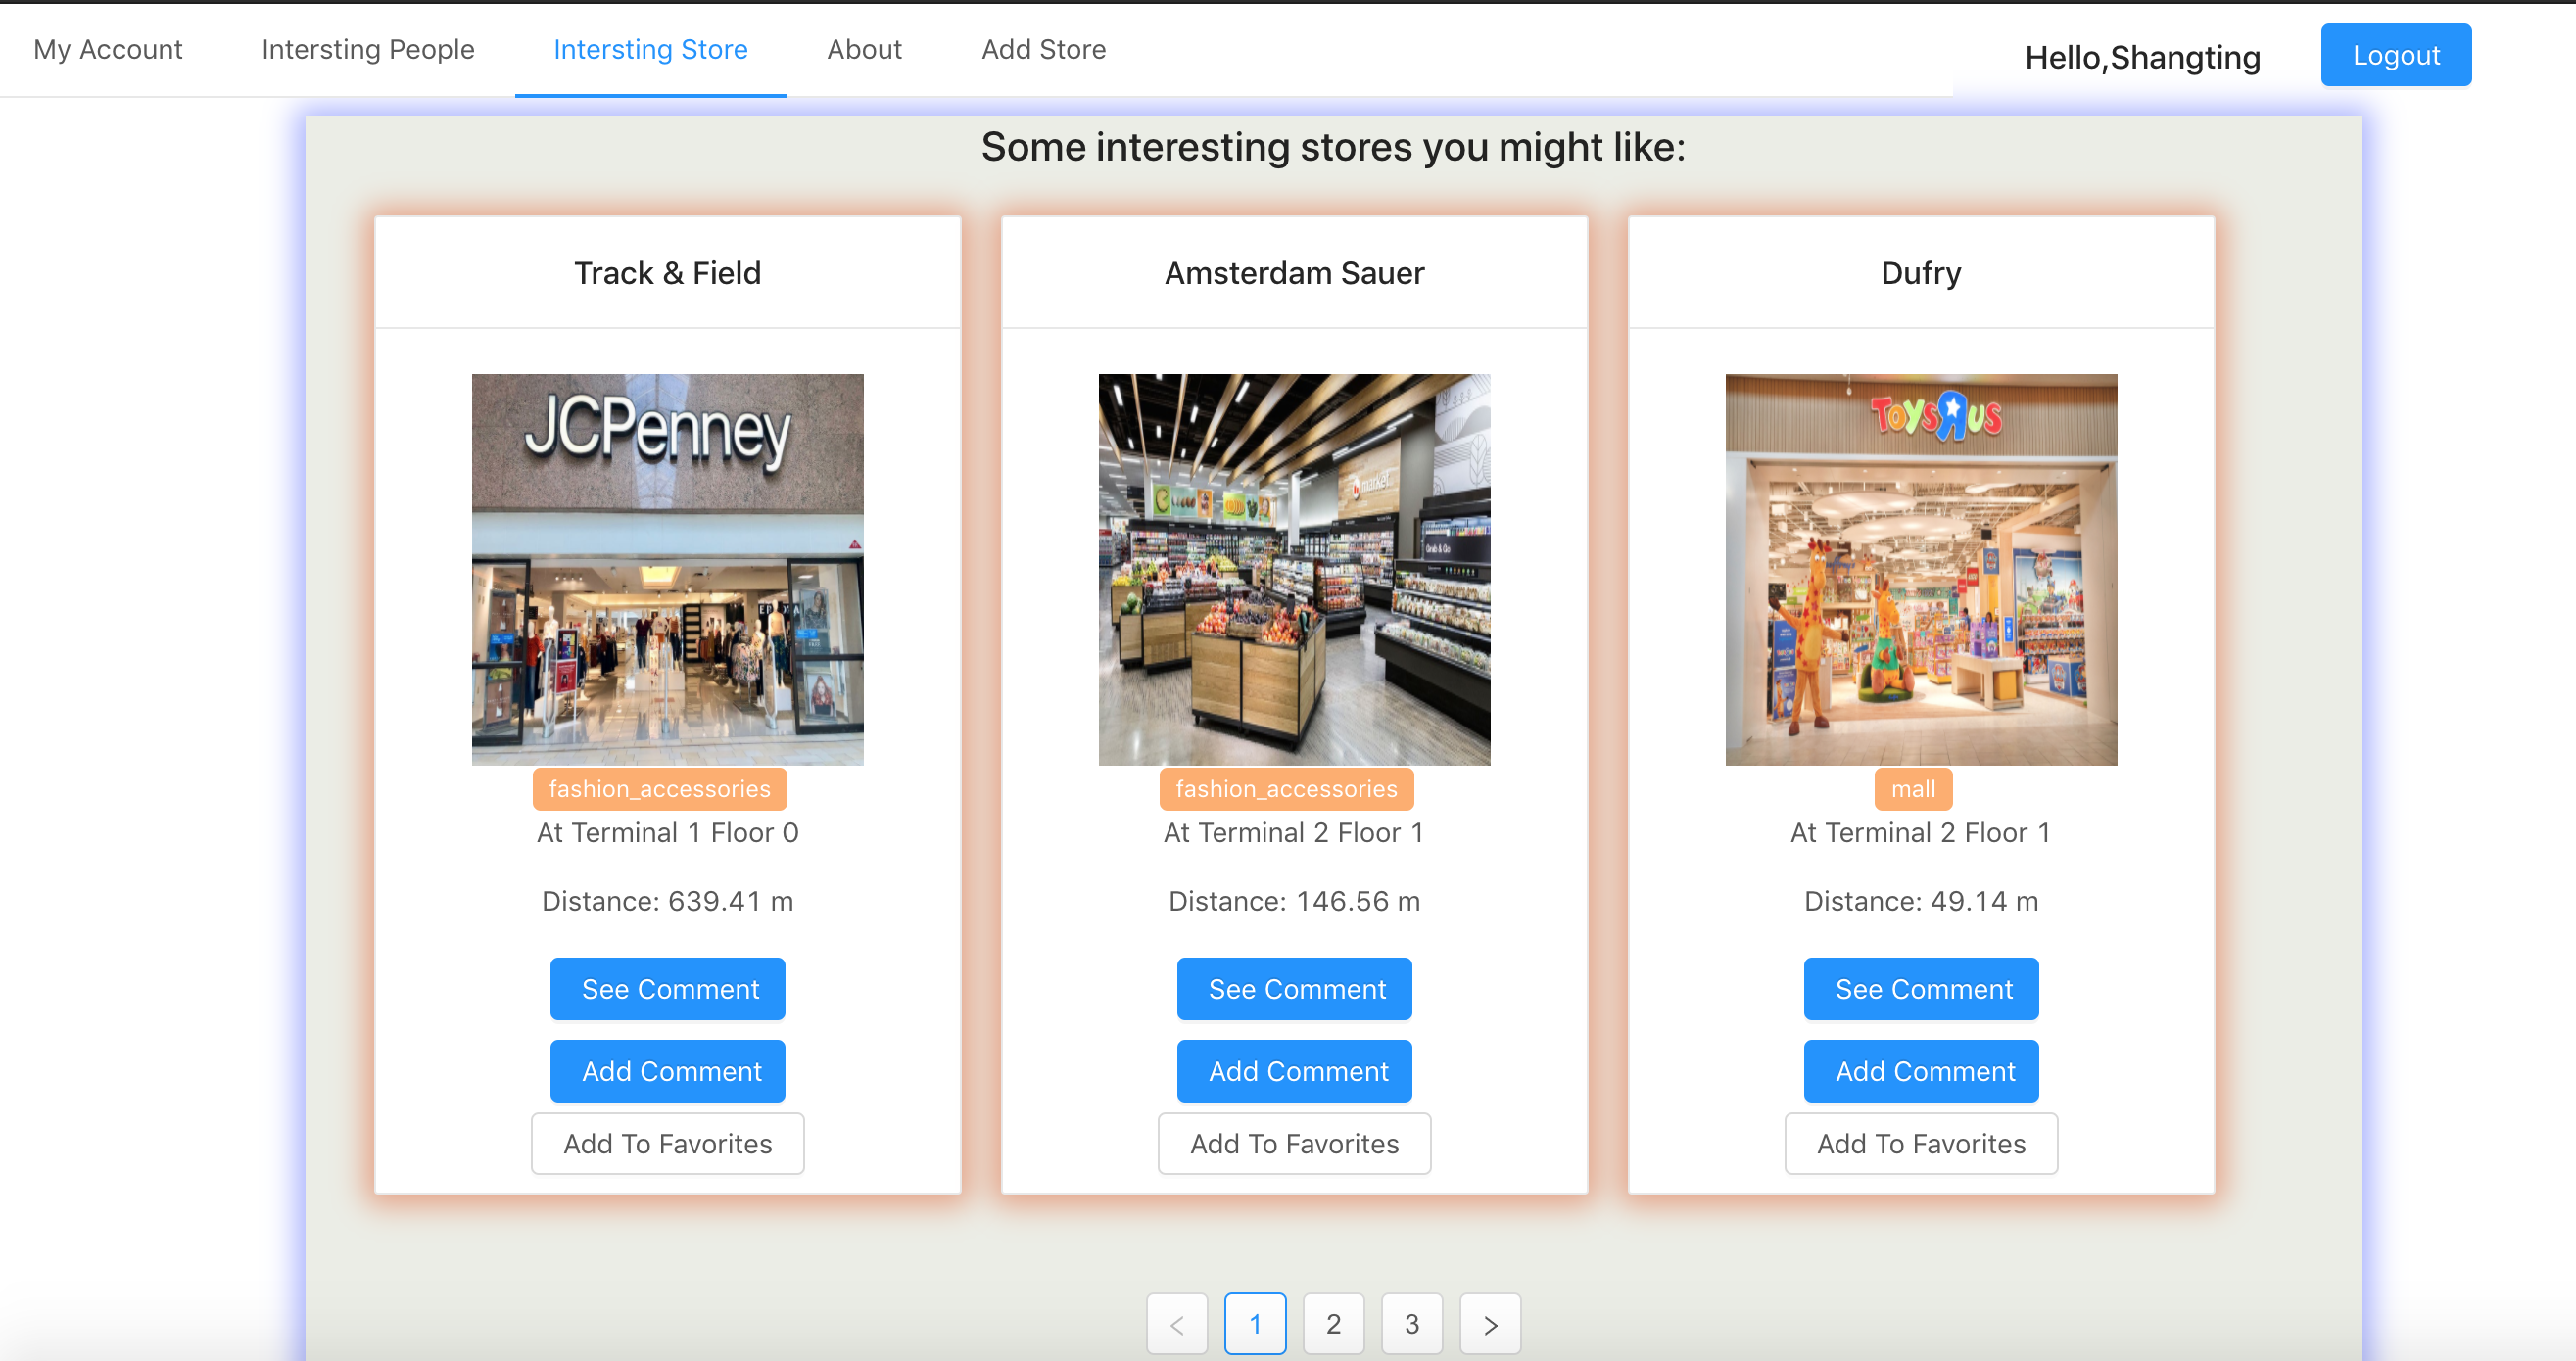 My Account Intersting People Intersting Store About Add Store Hello,Shangting Logout
Some interesting stores you might like:
Track & Field
JCPenney
fashion_accessories
At Terminal 1 Floor 0
Distance: 639.41 m
See Comment
Add Comment
Add To Favorites
Amsterdam Sauer
market
Grab & Go
fashion_accessories
At Terminal 2 Floor 1
Distance: 146.56 m
See Comment
Add Comment
Add To Favorites
Dufry
ToysRus
mall
At Terminal 2 Floor 1
Distance: 49.14 m
See Comment
Add Comment
Add To Favorites
< 1 2 3 >